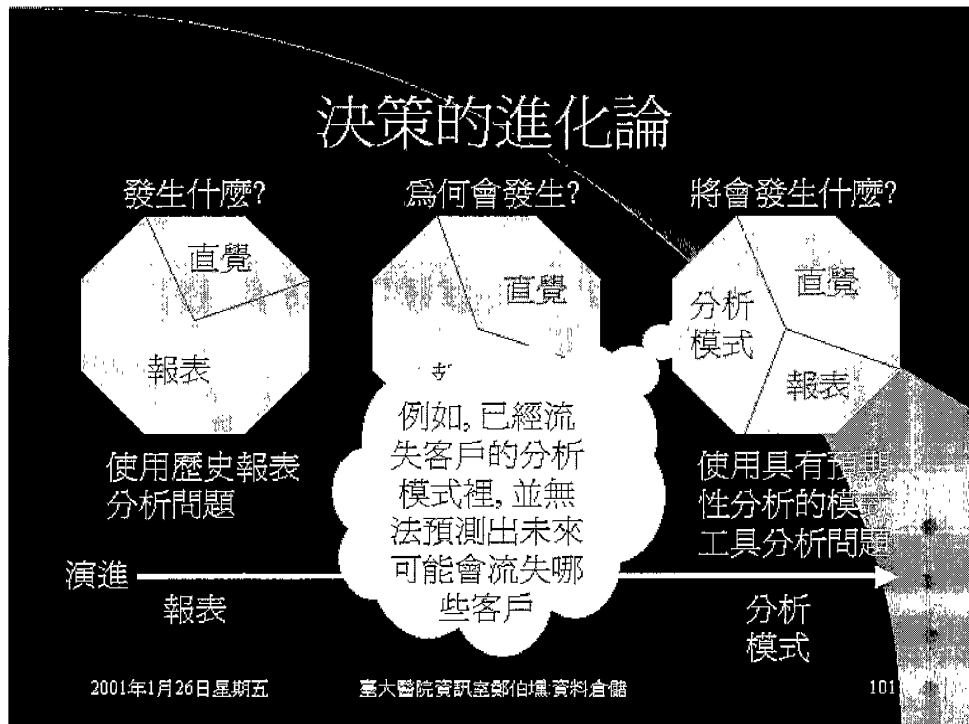 決策的進化論
發生什麼?
為何會發生?
將會發生什麼?
直覺
報表
直覺
分析
模式
直覺
報表
例如, 已經流
失客戶的分析
模式裡, 並無
法預測出未來
可能會流失哪
些客戶
使用歷史報表
分析問題
使用具有預期
性分析的模式
工具分析問題
演進
報表
分析
模式
2001年1月26日星期五
臺大醫院資訊室鄭伯壎:資料倉儲
101